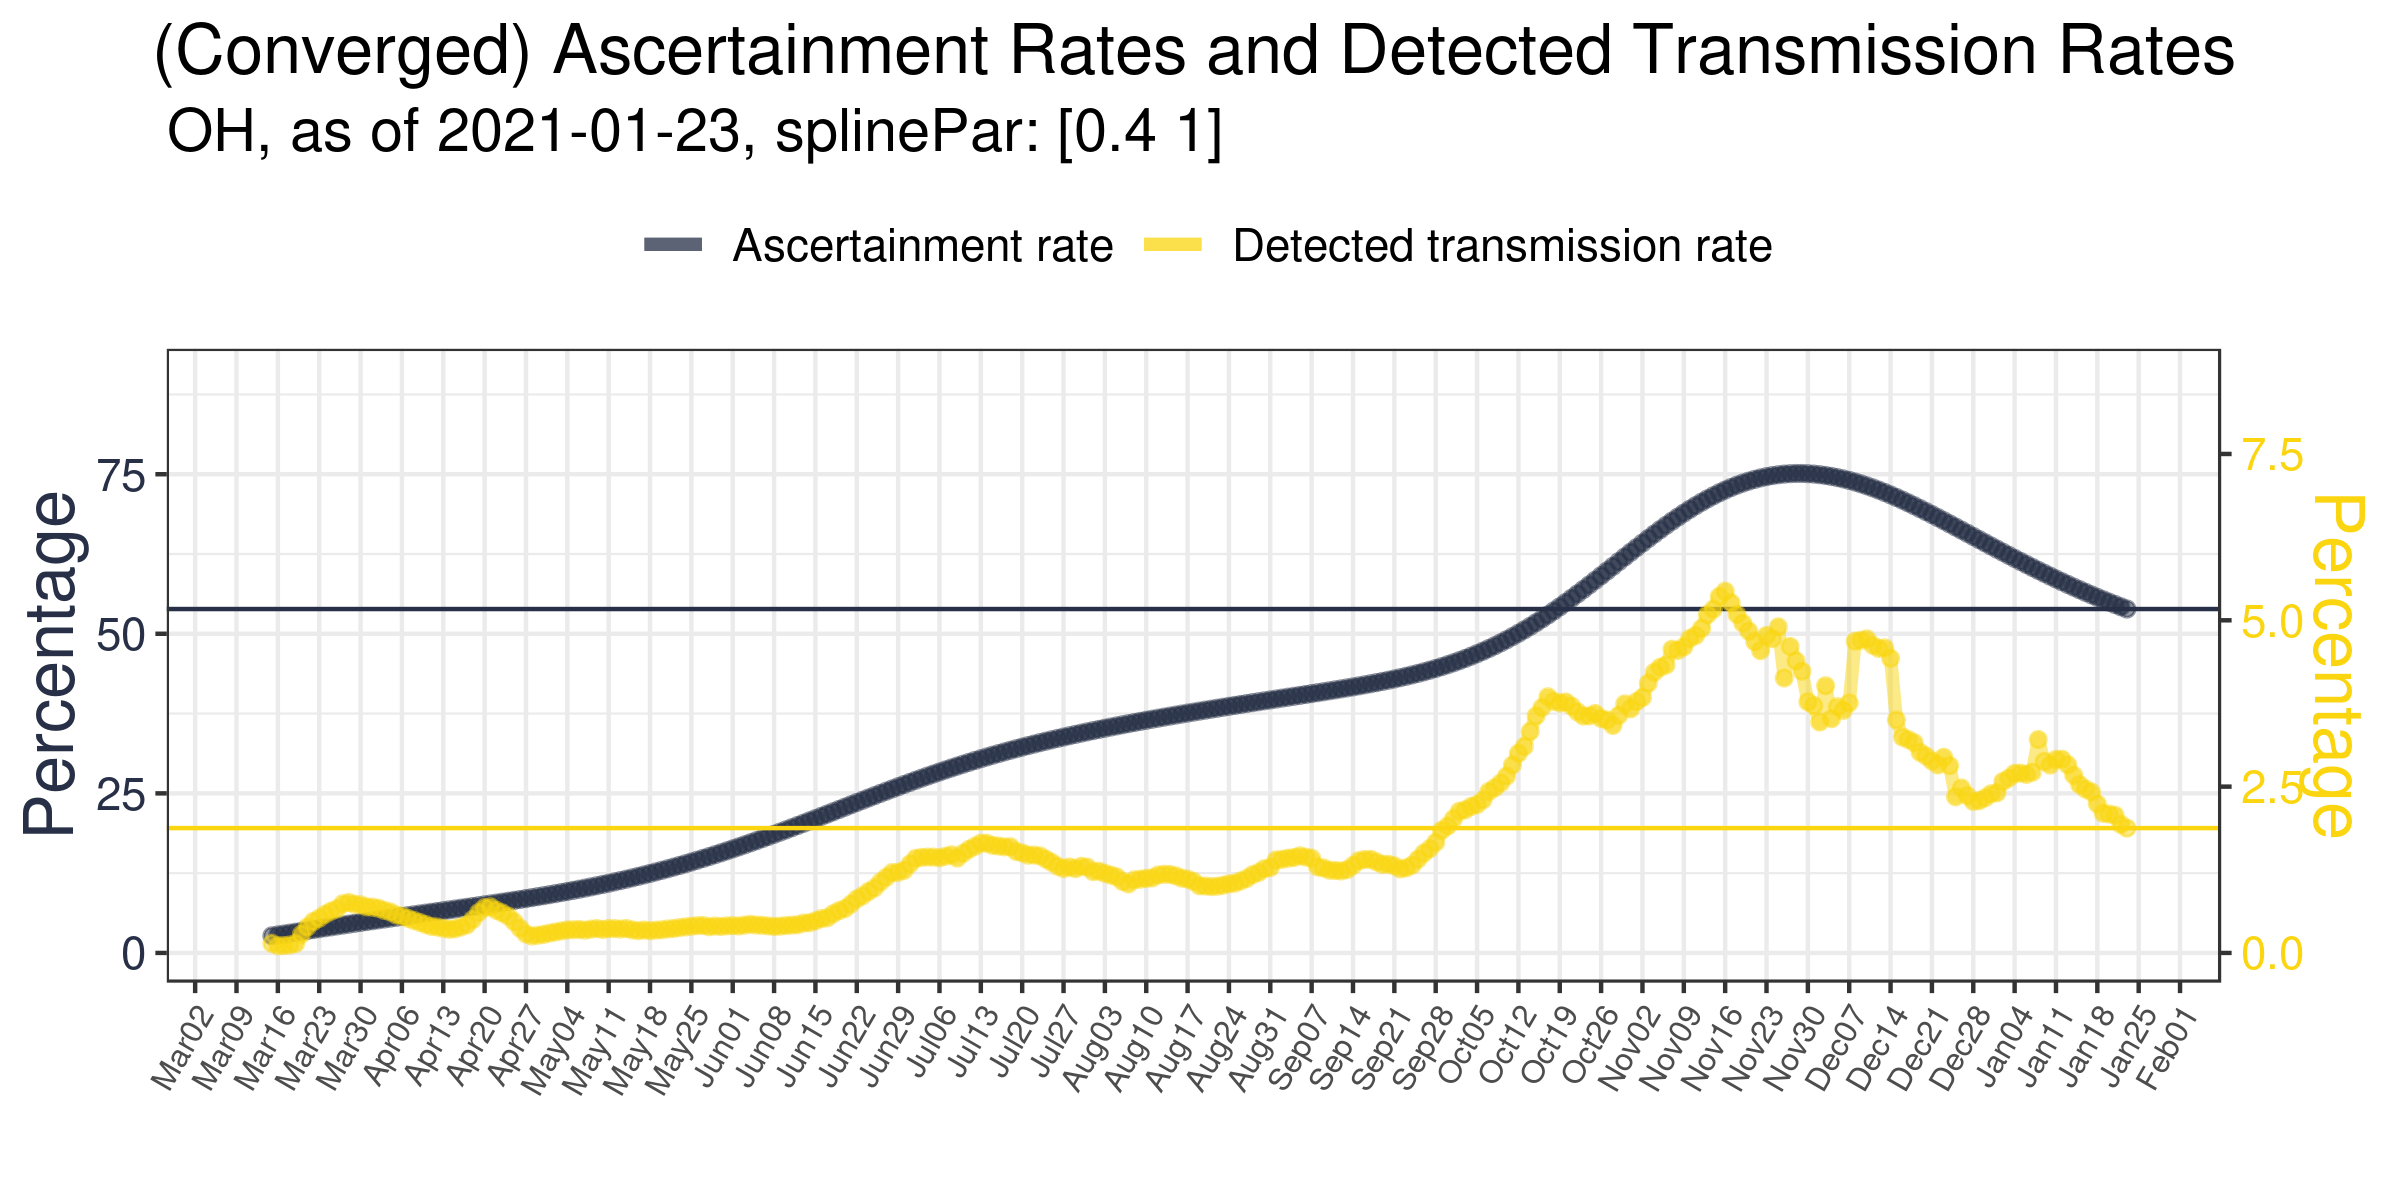 (Converged) Ascertainment Rates and Detected Transmission Rates
OH, as of 2021-01-23, splinePar: [0.4 1]
Ascertainment rate
Detected transmission rate
Percentage
75
50
25
0
7.5
5.0
2.5
0.0
Percentage
Mar02
Mar09
Mar16
Mar23
Mar30
Apr06
Apr13
Apr20
Apr27
May04
May11
May18
May25
Jun01
Jun08
Jun15
Jun22
Jun29
Jul06
Jul13
Jul20
Jul27
Aug03
Aug10
Aug17
Aug24
Aug31
Sep07
Sep14
Sep21
Sep28
Oct05
Oct12
Oct19
Oct26
Nov02
Nov09
Nov16
Nov23
Nov30
Dec07
Dec14
Dec21
Dec28
Jan04
Jan11
Jan18
Jan25
Feb01